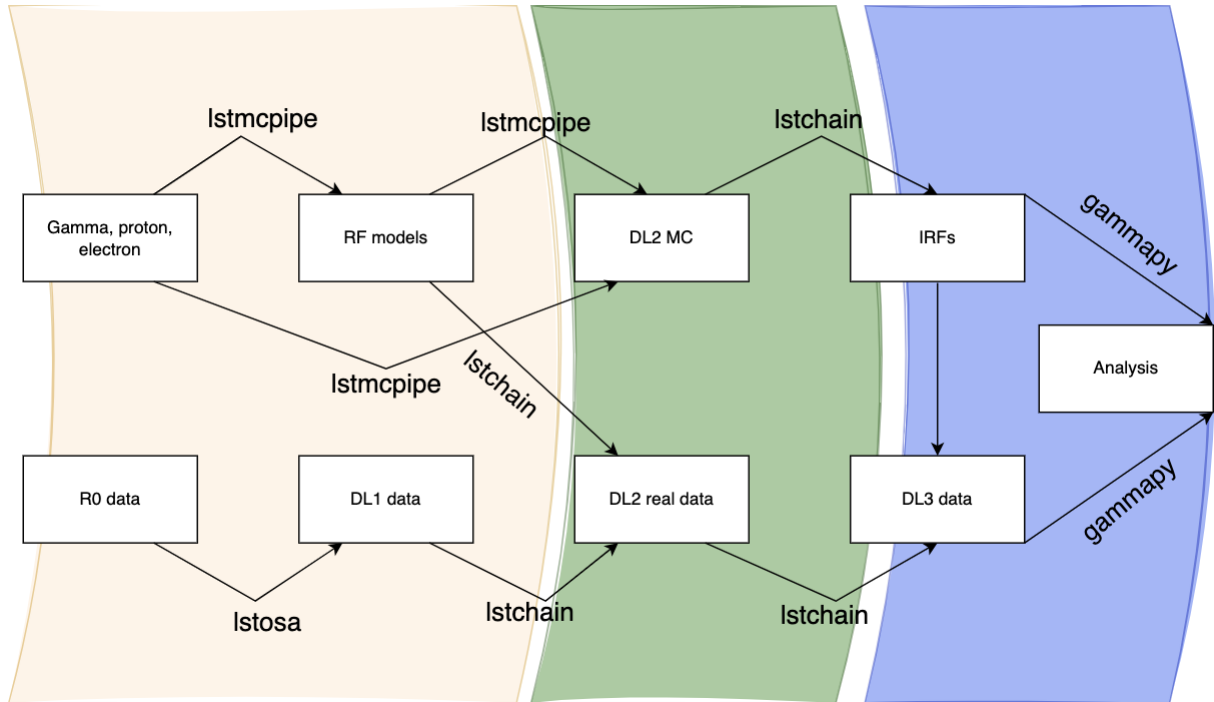 lstmcpipe
lstmcpipe
lstchain
Gamma, proton,
electron
RF models
DL2 MC
IRFs
gammapy
Analysis
lstmcpipe
lstchain
R0 data
DL1 data
DL2 real data
DL3 data
gammapy
lstosa
lstchain
lstchain